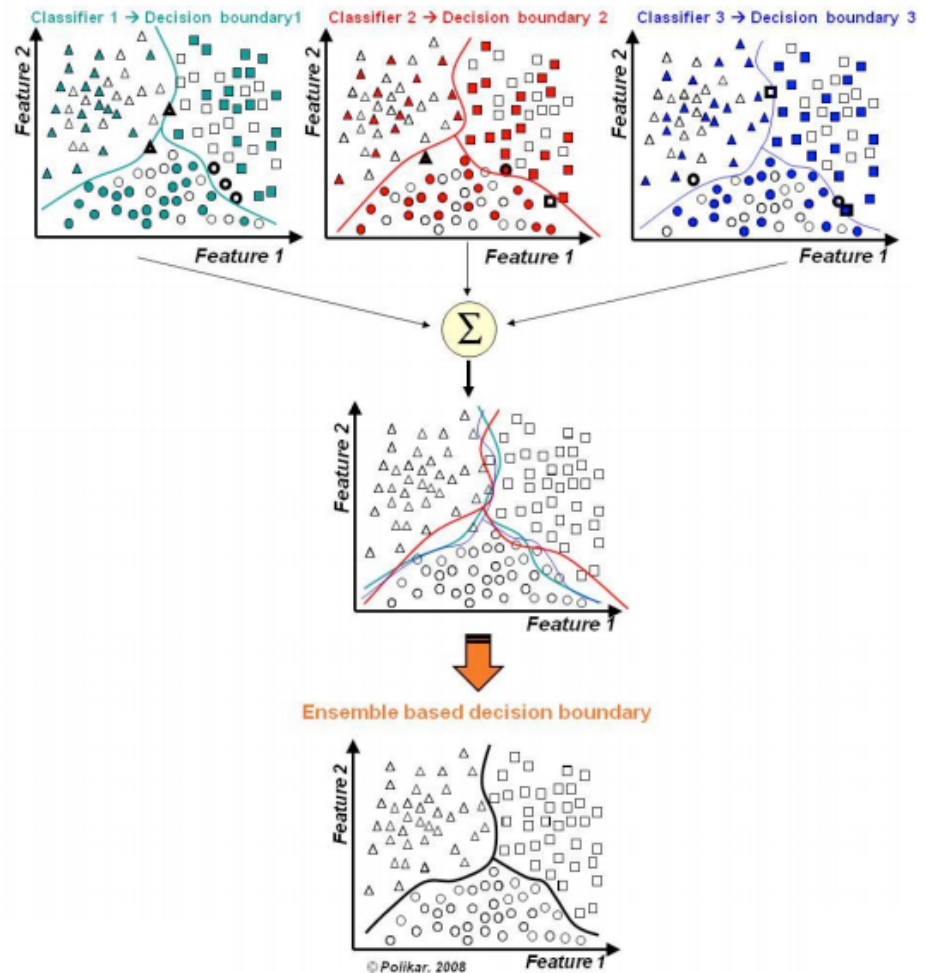 Classifier 1 → Decision boundary1
Classifier 2 → Decision boundary 2
Classifier 3 → Decision boundary 3
Feature 2
Feature 1
Feature 2
Feature 1
Feature 2
Feature 1
Σ
Feature 2
Feature 1
Ensemble based decision boundary
Feature 2
Feature 1
© Polikar, 2008